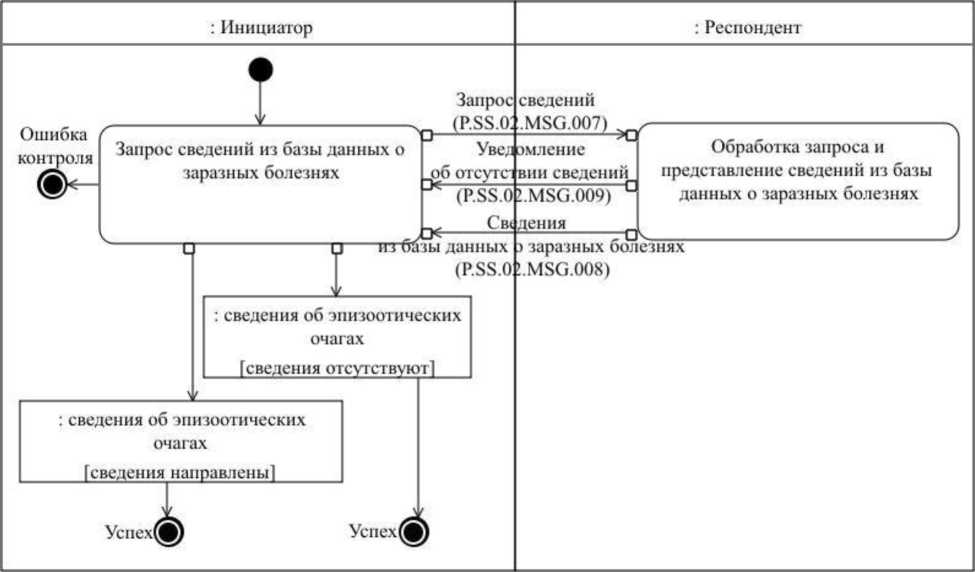 : Инициатор
: Респондент
Запрос сведений
(P.SS.02.MSG.007)
Ошибка
контроля
Запрос сведений из базы данных о
заразных болезнях
Уведомление
об отсутствии сведений
(P.SS.02.MSG.009)
Обработка запроса и
представление сведений из базы
данных о заразных болезнях
Сведения
из базы данных о заразных болезнях
(P.SS.02.MSG.008)
: сведения об эпизоотических
очагах
[сведения отсутствуют]
: сведения об эпизоотических
очагах
[сведения направлены]
Успех
Успех